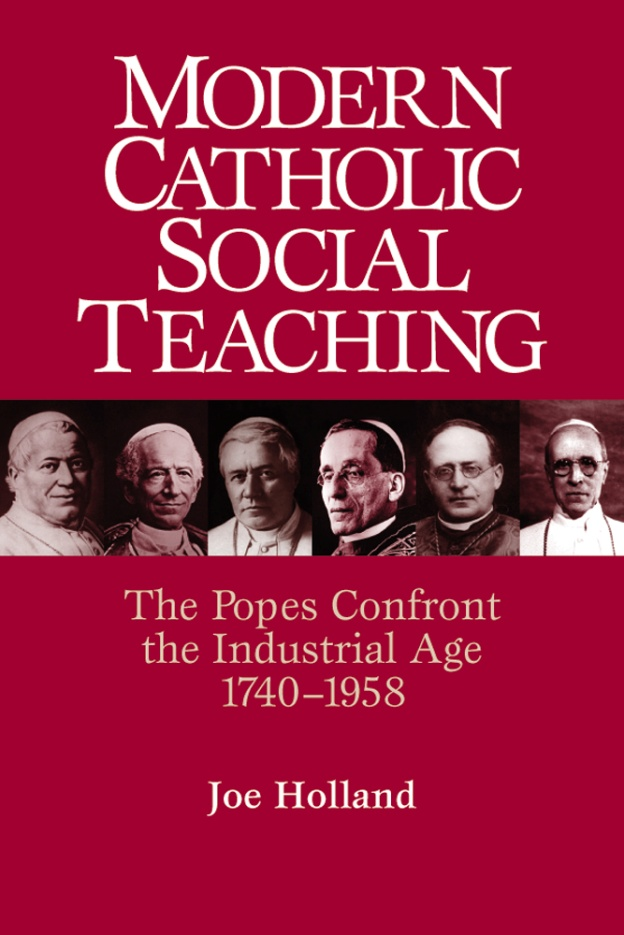 MODERN
CATHOLIC
SOCIAL
TEACHING
The Popes Confront
the Industrial Age
1740–1958
Joe Holland